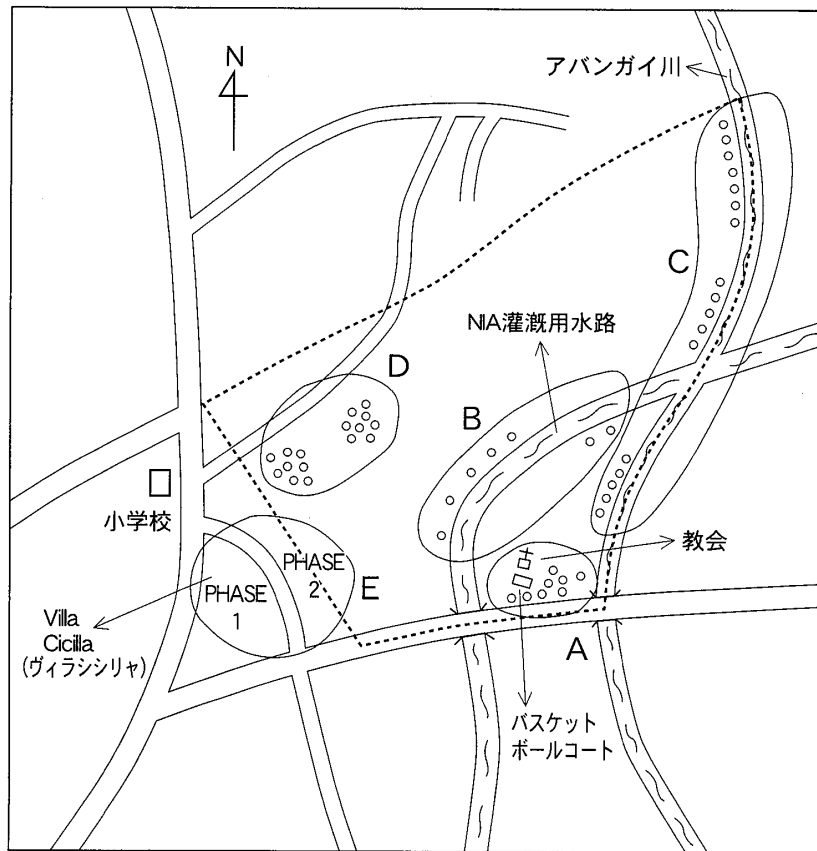 N
アバンガイ川
C
NIA灌漑用水路
D
B
小学校
教会
PHASE
2
E
PHASE
1
Villa
Cicilla
(ヴィラシシリャ)
A
バスケット
ボールコート